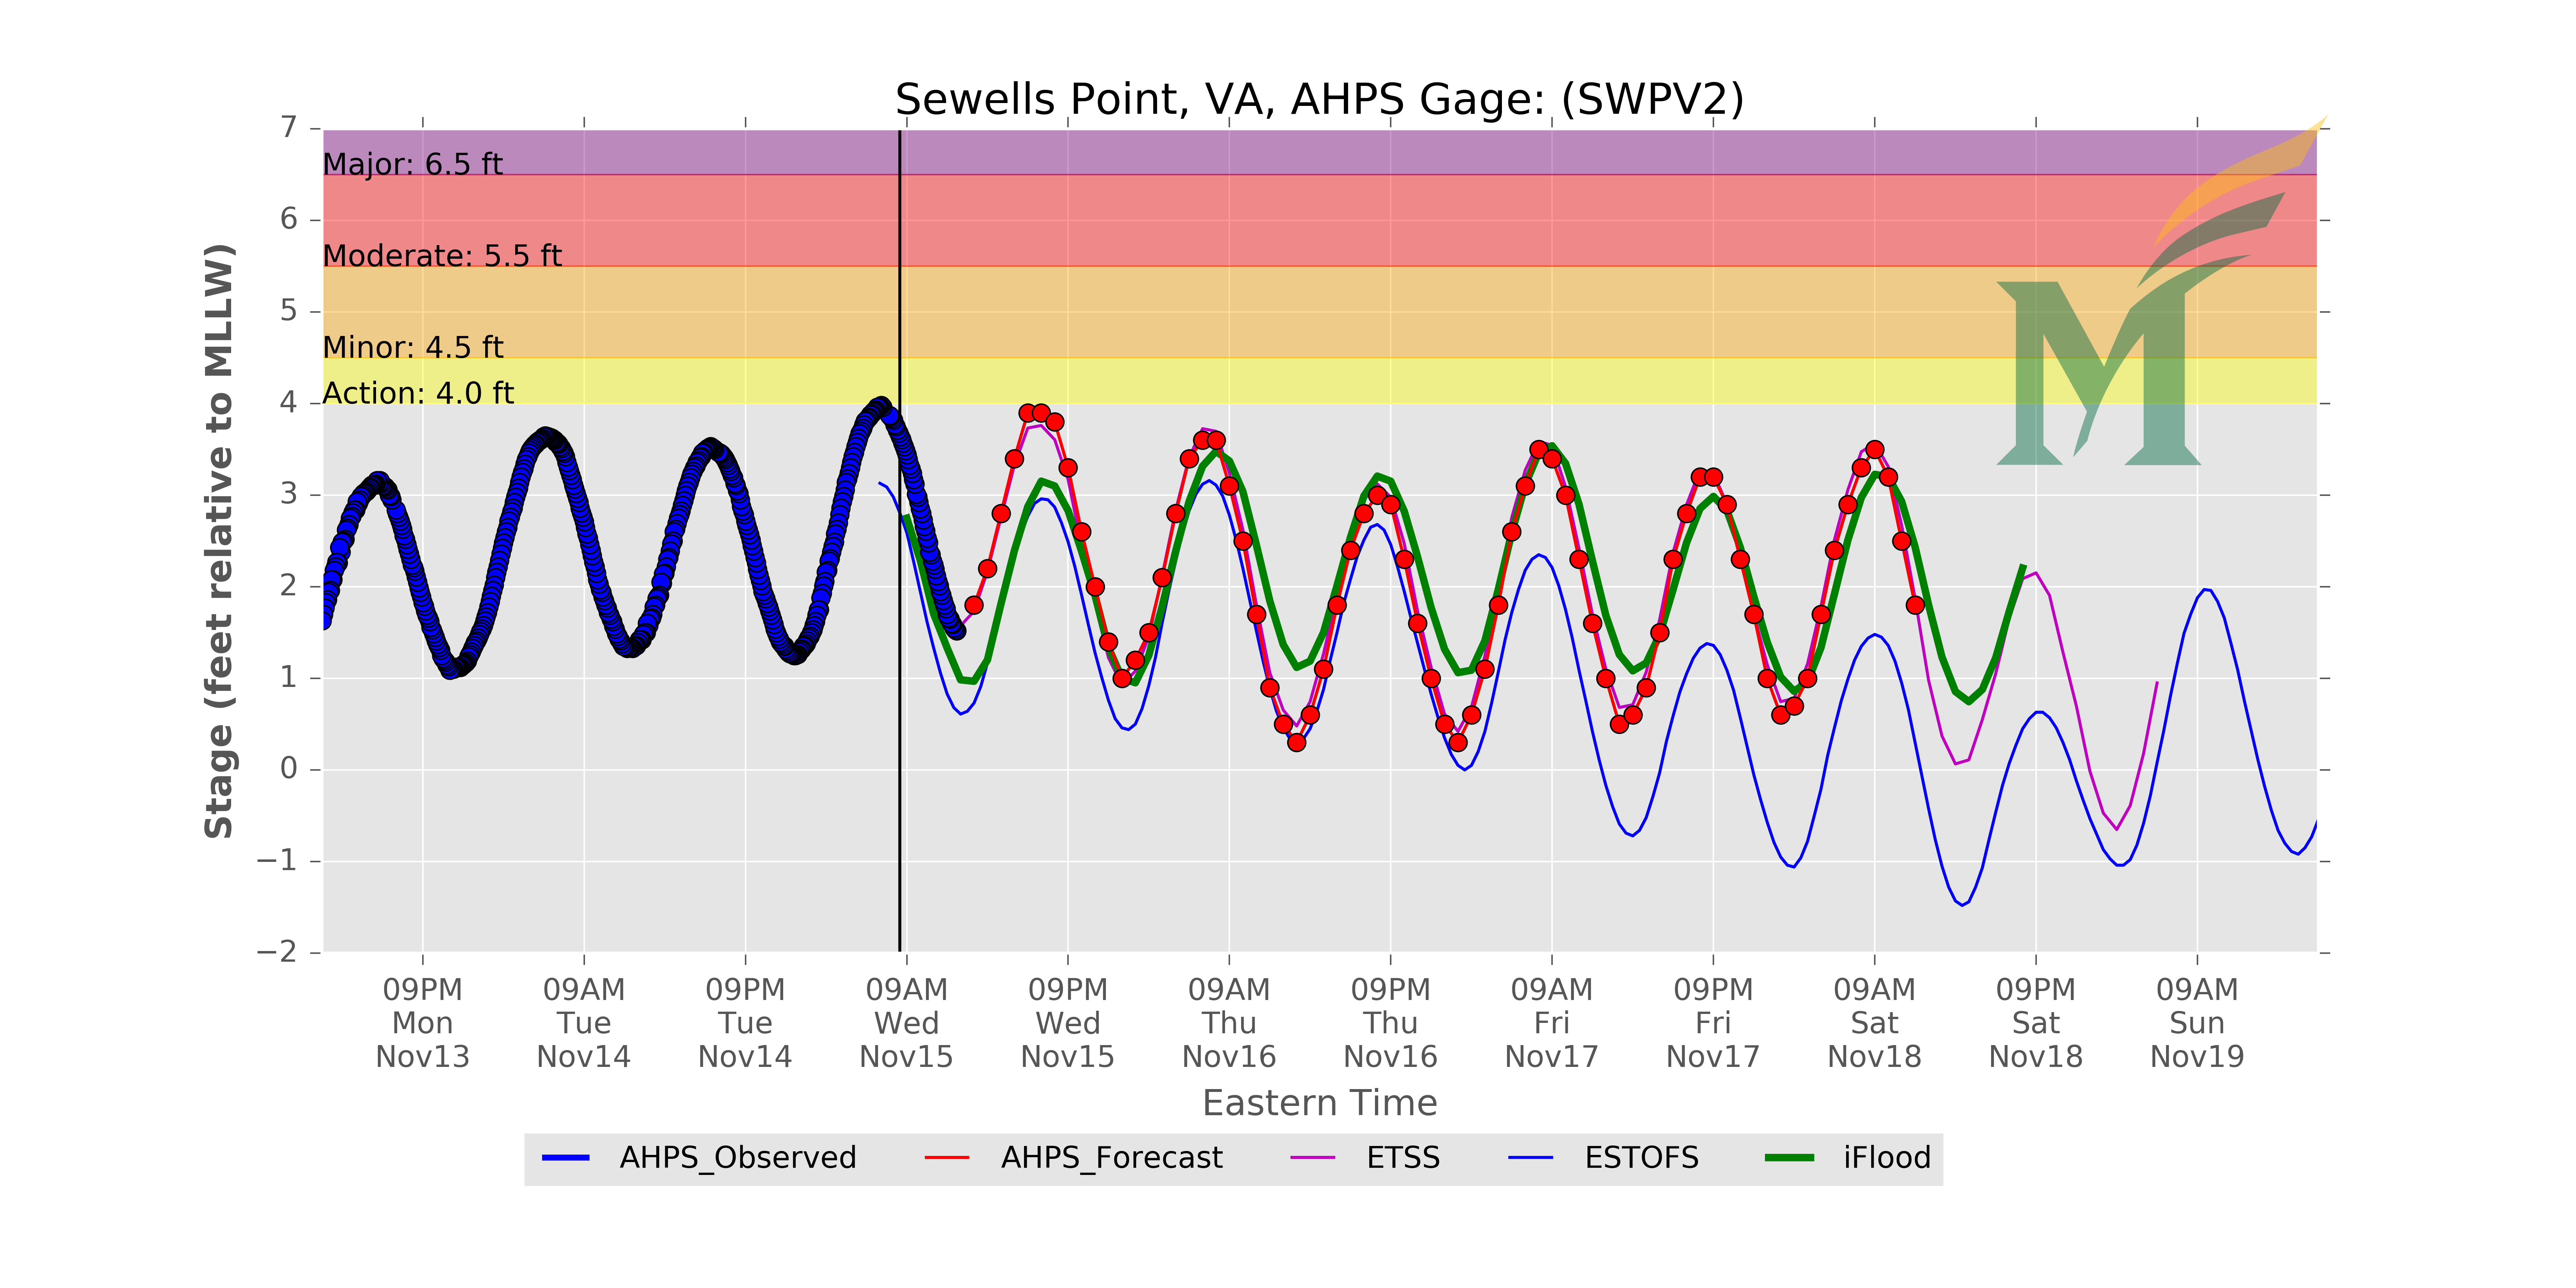 Sewells Point, VA, AHPS Gage: (SWPV2)
7
Major: 6.5 ft
6
Moderate: 5.5 ft
5
Minor: 4.5 ft
Action: 4.0 ft
4
3
2
1
0
−1
−2
Stage (feet relative to MLLW)
M
09PM 09AM 09PM 09AM 09PM 09AM 09PM 09AM 09PM 09AM 09PM 09AM
Mon Tue Tue Wed Wed Thu Thu Fri Fri Sat Sat Sun
Nov13 Nov14 Nov14 Nov15 Nov15 Nov16 Nov16 Nov17 Nov17 Nov18 Nov18 Nov19
Eastern Time
AHPS_Observed AHPS_Forecast ETSS ESTOFS iFlood